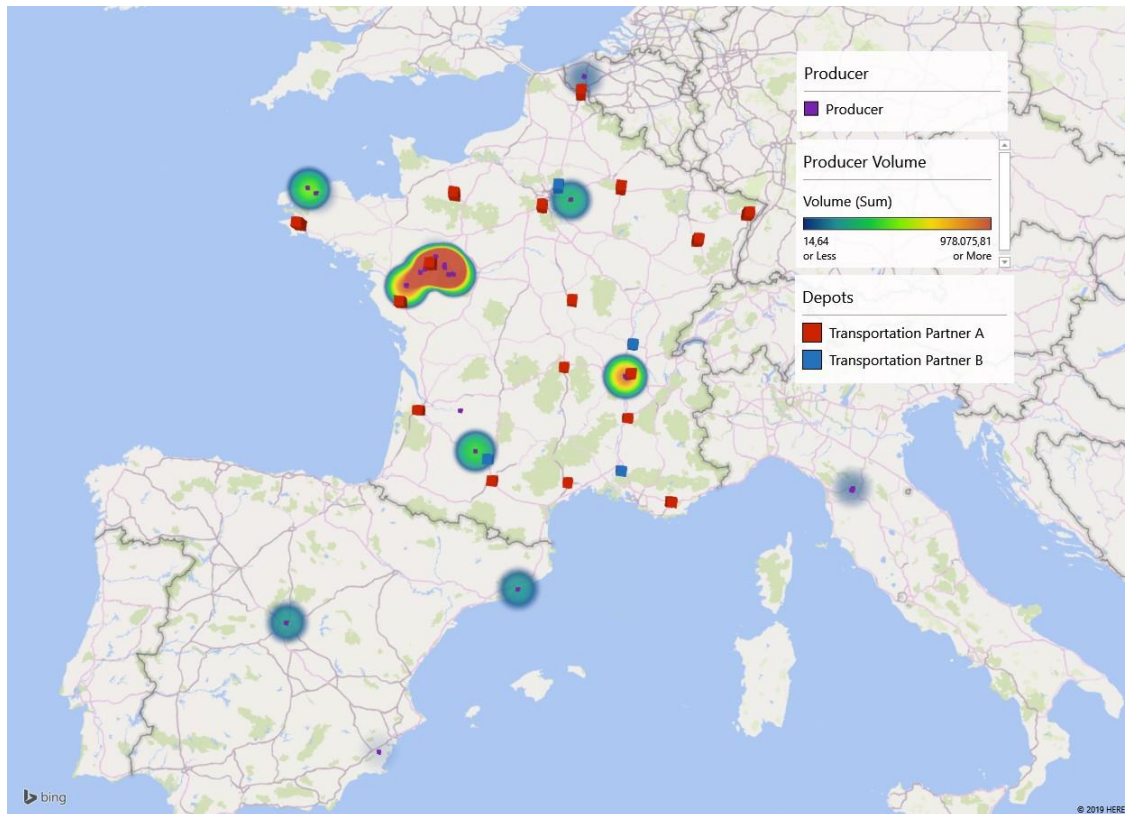 Producer
Producer
Producer Volume
Volume (Sum)
14,64
or Less
978.075,81
or More
Depots
Transportation Partner A
Transportation Partner B
bing
© 2019 HERE